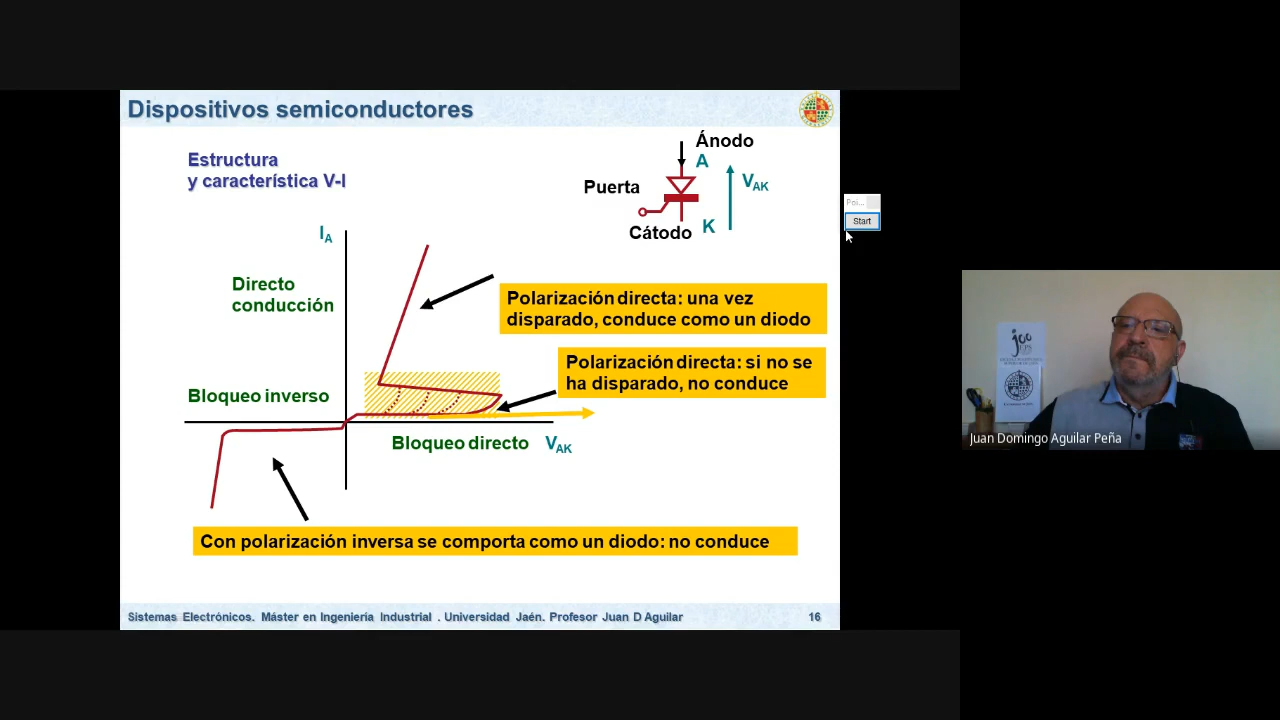 Dispositivos semiconductores
Estructura
y característica V-I
Ánodo
A
Puerta
VAK
Cátodo
K
Poi...
Start
IA
Directo
conducción
Polarización directa: una vez
disparado, conduce como un diodo
Polarización directa: si no se
ha disparado, no conduce
Bloqueo inverso
Bloqueo directo
VAK
Con polarización inversa se comporta como un diodo: no conduce
Sistemas Electrónicos. Máster en Ingeniería Industrial . Universidad Jaén. Profesor Juan D Aguilar
16
Juan Domingo Aguilar Peña